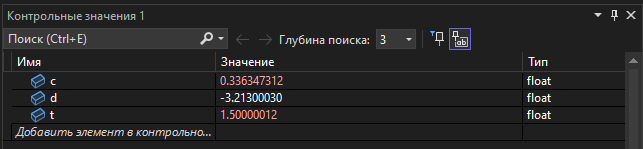 Контрольные значения 1
Поиск (Ctrl+E) Глубина поиска: 3
Имя Значение Тип
c 0.336347312 float
d -3.21300030 float
t 1.50000012 float
Добавить элемент в контрольно...